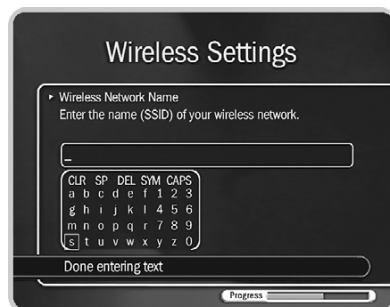 Wireless Settings
Wireless Network Name
Enter the name (SSID) of your wireless network.
_
CLR SP DEL SYM CAPS
a b c d e f 1 2 3
g h i j k l 4 5 6
m n o p q r 7 8 9
s t u v w x y z 0
Done entering text
Progress